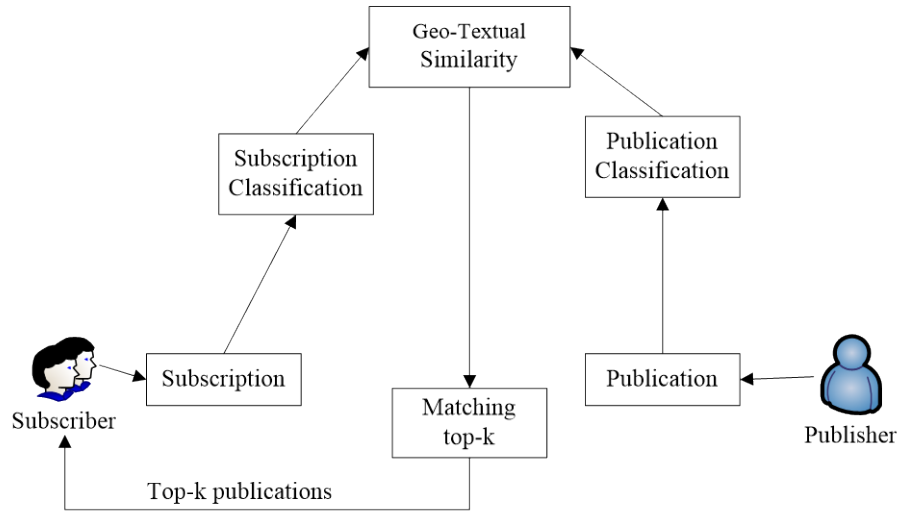 Geo-Textual
Similarity
Subscription
Classification
Publication
Classification
Subscription
Publication
Subscriber
Matching
top-k
Publisher
Top-k publications